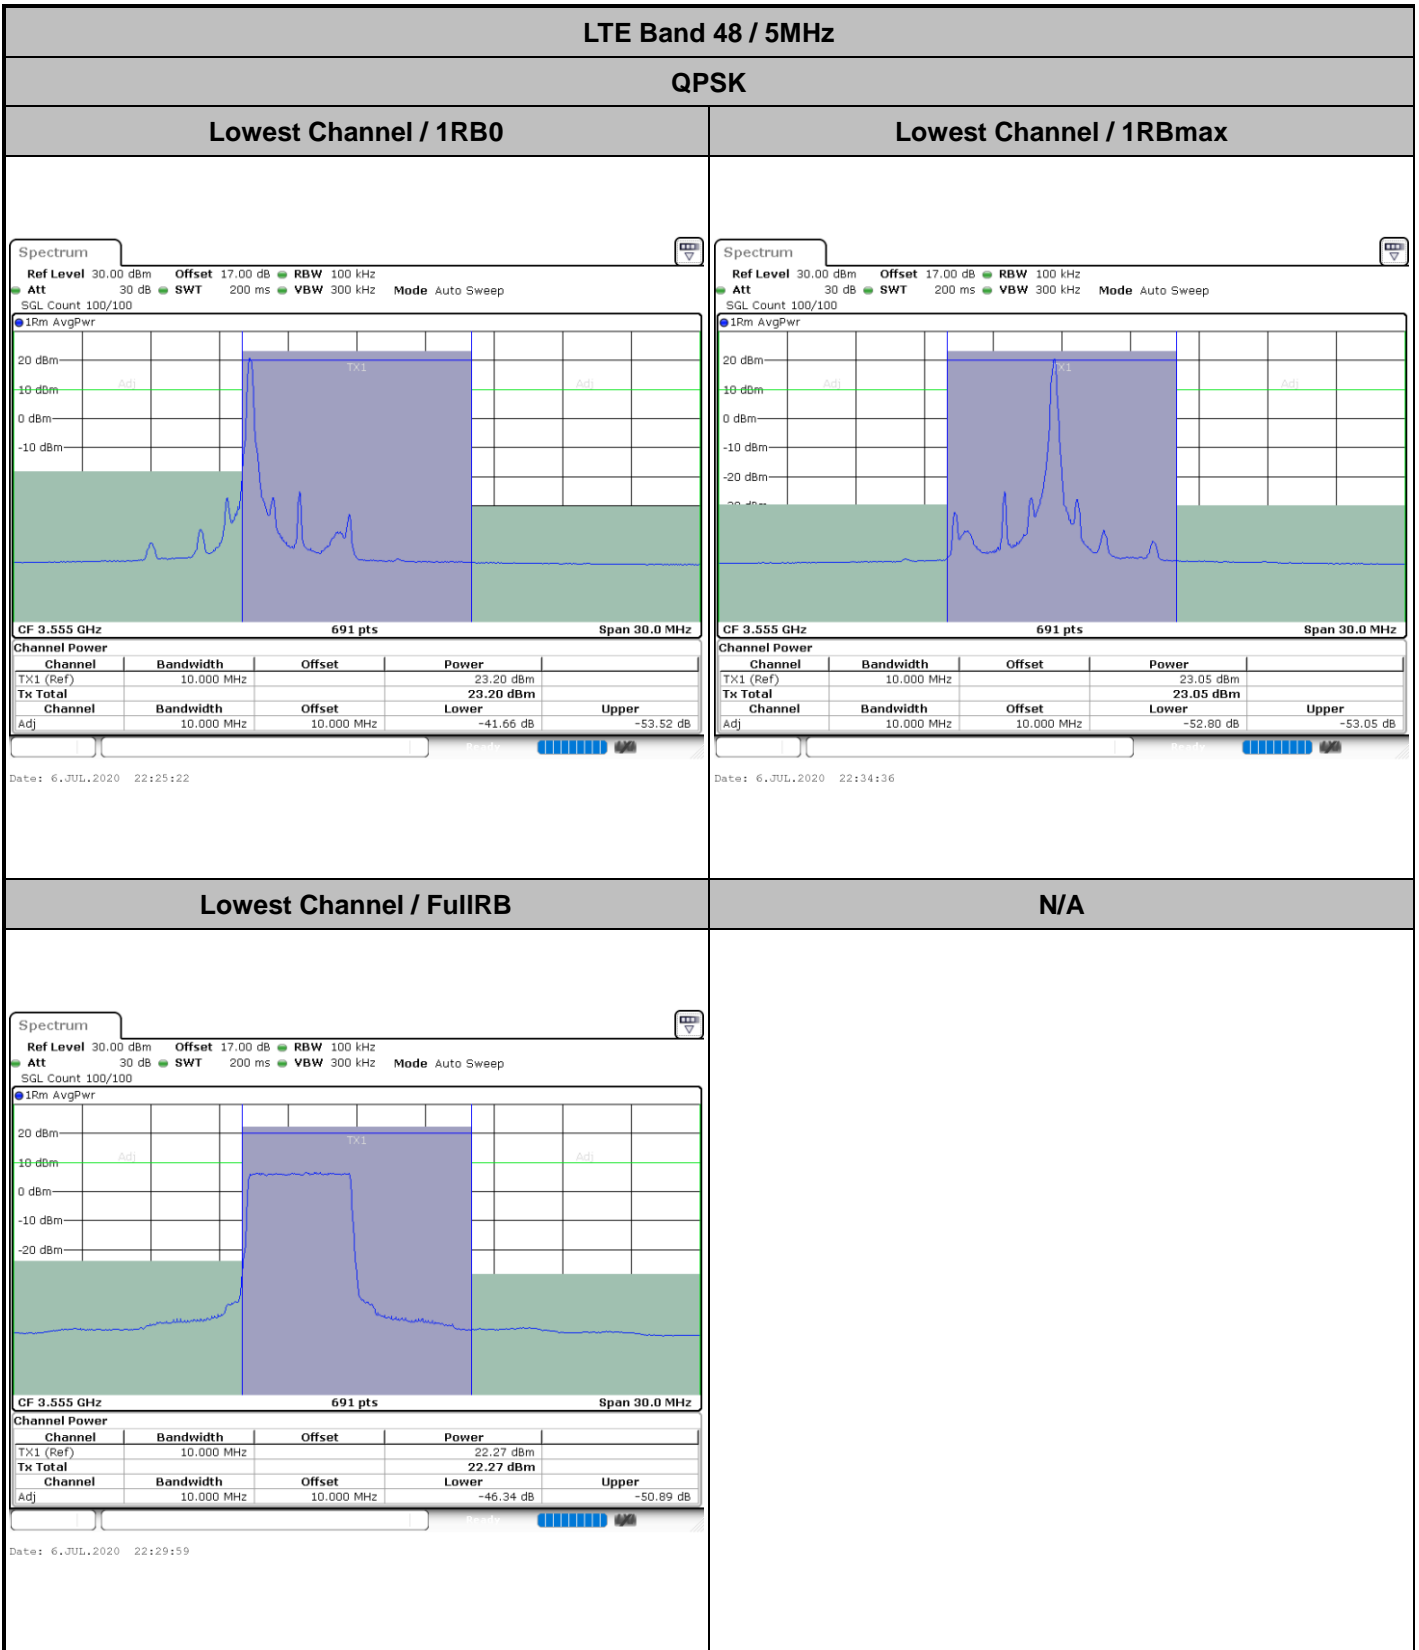 LTE Band 48 / 5MHz
QPSK
Lowest Channel / 1RB0
Lowest Channel / 1RBmax
Spectrum
Ref Level 30.00 dBm Offset 17.00 dB RBW 100 kHz
Att 30 dB SWT 200 ms VBW 300 kHz Mode Auto Sweep
SGL Count 100/100
1Rm AvgPwr
TX1
20 dBm
Adj Adj
10 dBm
0 dBm
-10 dBm
CF 3.555 GHz 691 pts Span 30.0 MHz
Channel Power
Channel Bandwidth Offset Power
TX1 (Ref) 10.000 MHz 23.20 dBm
Tx Total 23.20 dBm
Channel Bandwidth Offset Lower Upper
Adj 10.000 MHz 10.000 MHz -41.66 dB -53.52 dB
Ready
Date: 6.JUL.2020 22:25:22
Spectrum
Ref Level 30.00 dBm Offset 17.00 dB RBW 100 kHz
Att 30 dB SWT 200 ms VBW 300 kHz Mode Auto Sweep
SGL Count 100/100
1Rm AvgPwr
20 dBm
TX1
Adj Adj
10 dBm
0 dBm
-10 dBm
-20 dBm
-30 dBm
CF 3.555 GHz 691 pts Span 30.0 MHz
Channel Power
Channel Bandwidth Offset Power
TX1 (Ref) 10.000 MHz 23.05 dBm
Tx Total 23.05 dBm
Channel Bandwidth Offset Lower Upper
Adj 10.000 MHz 10.000 MHz -52.80 dB -53.05 dB
Ready
Date: 6.JUL.2020 22:34:36
Lowest Channel / FullRB
N/A
Spectrum
Ref Level 30.00 dBm Offset 17.00 dB RBW 100 kHz
Att 30 dB SWT 200 ms VBW 300 kHz Mode Auto Sweep
SGL Count 100/100
1Rm AvgPwr
20 dBm
TX1
Adj Adj
10 dBm
0 dBm
-10 dBm
-20 dBm
CF 3.555 GHz 691 pts Span 30.0 MHz
Channel Power
Channel Bandwidth Offset Power
TX1 (Ref) 10.000 MHz 22.27 dBm
Tx Total 22.27 dBm
Channel Bandwidth Offset Lower Upper
Adj 10.000 MHz 10.000 MHz -46.34 dB -50.89 dB
Ready
Date: 6.JUL.2020 22:29:59